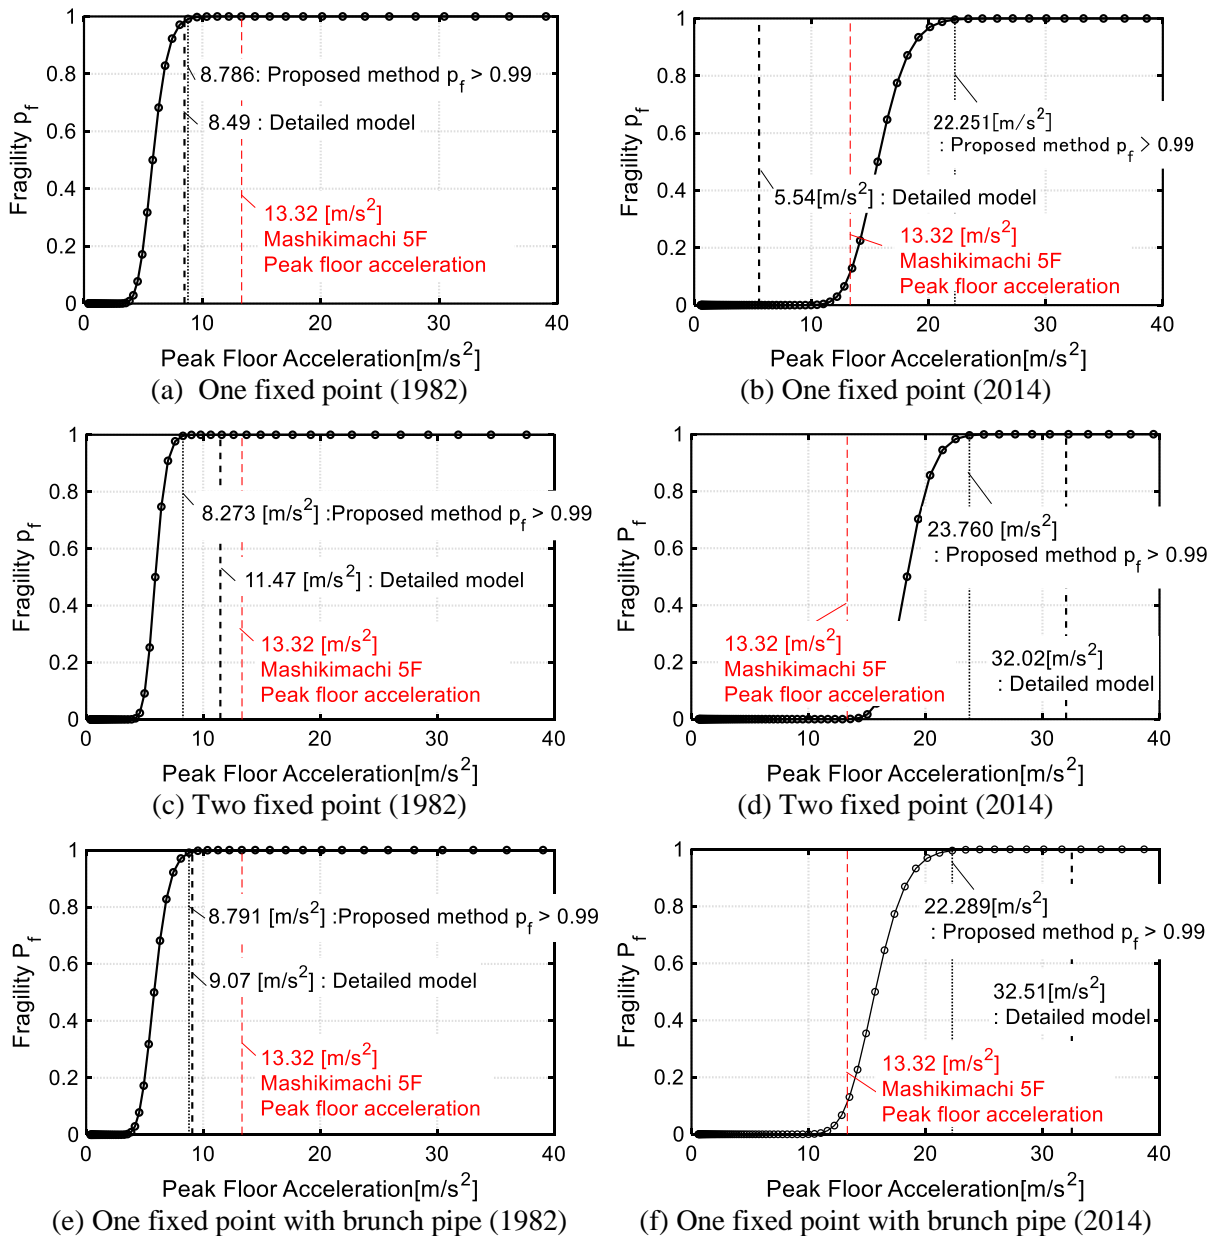 1
0.8
0.6
0.4
0.2
0
0
10
20
30
40
Fragility p_f
8.786: Proposed method p_f > 0.99
8.49 : Detailed model
13.32 [m/s²]
Mashikimachi 5F
Peak floor acceleration
Peak Floor Acceleration[m/s²]
(a) One fixed point (1982)
1
0.8
0.6
0.4
0.2
0
0
10
20
30
40
Fragility p_f
22.251[m/s²]
: Proposed method p_f > 0.99
5.54[m/s²] : Detailed model
13.32 [m/s²]
Mashikimachi 5F
Peak floor acceleration
Peak Floor Acceleration[m/s²]
(b) One fixed point (2014)
1
0.8
0.6
0.4
0.2
0
0
10
20
30
40
Fragility p_f
8.273 [m/s²] :Proposed method p_f > 0.99
11.47 [m/s²] : Detailed model
13.32 [m/s²]
Mashikimachi 5F
Peak floor acceleration
Peak Floor Acceleration[m/s²]
(c) Two fixed point (1982)
1
0.8
0.6
0.4
0.2
0
0
10
20
30
40
Fragility P_f
23.760 [m/s²]
: Proposed method p_f > 0.99
13.32 [m/s²]
Mashikimachi 5F
Peak floor acceleration
32.02[m/s²]
: Detailed model
Peak Floor Acceleration[m/s²]
(d) Two fixed point (2014)
1
0.8
0.6
0.4
0.2
0
0
10
20
30
40
Fragility P_f
8.791 [m/s²] :Proposed method p_f > 0.99
9.07 [m/s²] : Detailed model
13.32 [m/s²]
Mashikimachi 5F
Peak floor acceleration
Peak Floor Acceleration[m/s²]
(e) One fixed point with brunch pipe (1982)
1
0.8
0.6
0.4
0.2
0
0
10
20
30
40
Fragility P_f
22.289[m/s²]
: Proposed method p_f > 0.99
32.51[m/s²]
: Detailed model
13.32 [m/s²]
Mashikimachi 5F
Peak floor acceleration
Peak Floor Acceleration[m/s²]
(f) One fixed point with brunch pipe (2014)